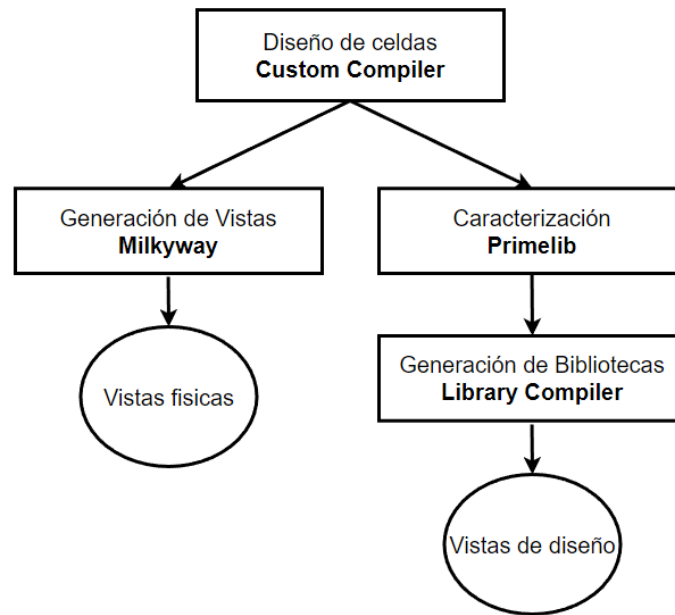 Diseño de celdas
Custom Compiler
Generación de Vistas
Milkyway
Caracterización
Primelib
Vistas fisicas
Generación de Bibliotecas
Library Compiler
Vistas de diseño